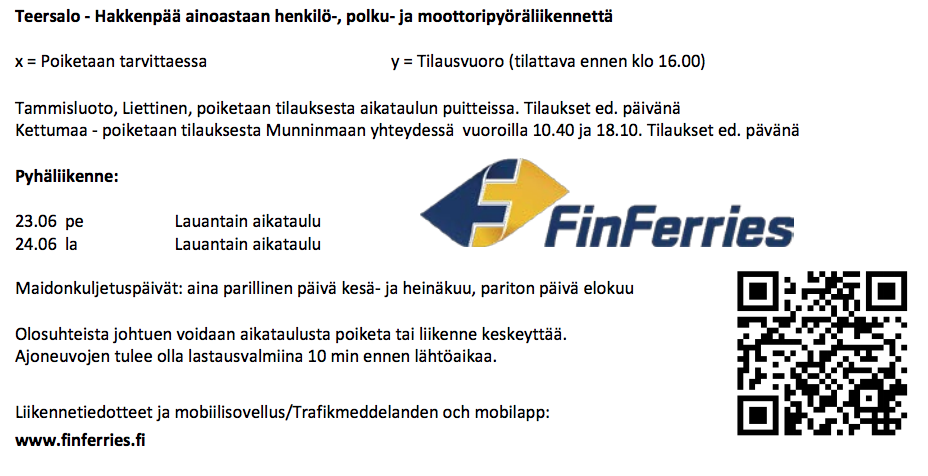 Teersalo - Hakkenpää ainoastaan henkilö-, polku- ja moottoripyöräliikennettä
x = Poiketaan tarvittaessa y = Tilausvuoro (tilattava ennen klo 16.00)
Tammisluoto, Liettinen, poiketaan tilauksesta aikataulun puitteissa. Tilaukset ed. päivänä
Kettumaa - poiketaan tilauksesta Munninmaan yhteydessä vuoroilla 10.40 ja 18.10. Tilaukset ed. pävänä
Pyhäliikenne:
23.06 pe Lauantain aikataulu
24.06 la Lauantain aikataulu
FinFerries
Maidonkuljetuspäivät: aina parillinen päivä kesä- ja heinäkuu, pariton päivä elokuu
Olosuhteista johtuen voidaan aikataulusta poiketa tai liikenne keskeyttää.
Ajoneuvojen tulee olla lastausvalmiina 10 min ennen lähtöaikaa.
Liikennetiedotteet ja mobiilisovellus/Trafikmeddelanden och mobilapp:
www.finferries.fi